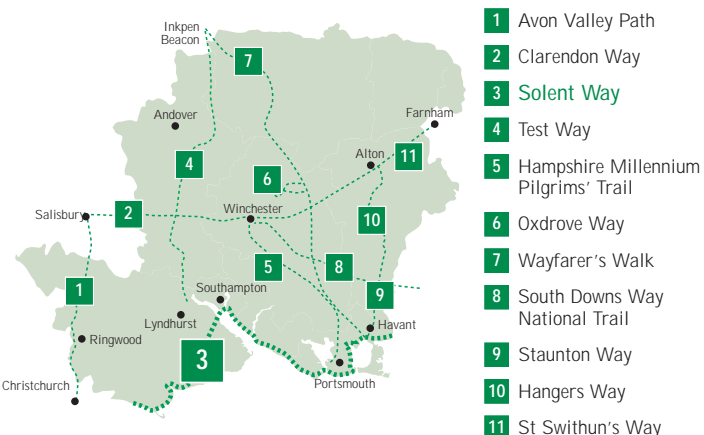 Inkpen
Beacon
7
Andover
Farnham
4
Alton
11
6
Salisbury
2
Winchester
10
5
8
1
Southampton
9
Lyndhurst
Havant
Ringwood
3
Christchurch
Portsmouth
1 Avon Valley Path
2 Clarendon Way
3 Solent Way
4 Test Way
5 Hampshire Millennium
Pilgrims' Trail
6 Oxdrove Way
7 Wayfarer's Walk
8 South Downs Way
National Trail
9 Staunton Way
10 Hangers Way
11 St Swithun's Way